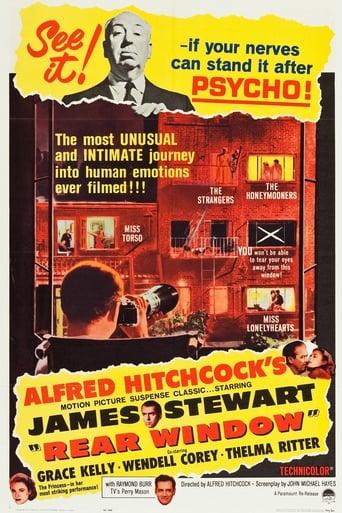 See it!
—if your nerves
can stand it after
PSYCHO!
The most UNUSUAL
and INTIMATE journey
into human emotions
ever filmed!!!
THE STRANGERS
THE HONEYMOONERS
MISS TORSO
YOU won't be able
to tear your eyes
away from this
window!
MISS LONELYHEARTS
ALFRED HITCHCOCK'S
MOTION PICTURE SUSPENSE CLASSIC...STARRING
JAMES STEWART
"REAR WINDOW"
Co-starring
GRACE KELLY • WENDELL COREY • THELMA RITTER
The Princess—in her
most striking performance!
with RAYMOND BURR
TV's Perry Mason
Directed by ALFRED HITCHCOCK • Screenplay by JOHN MICHAEL HAYES
TECHNICOLOR
A Paramount Re-Release